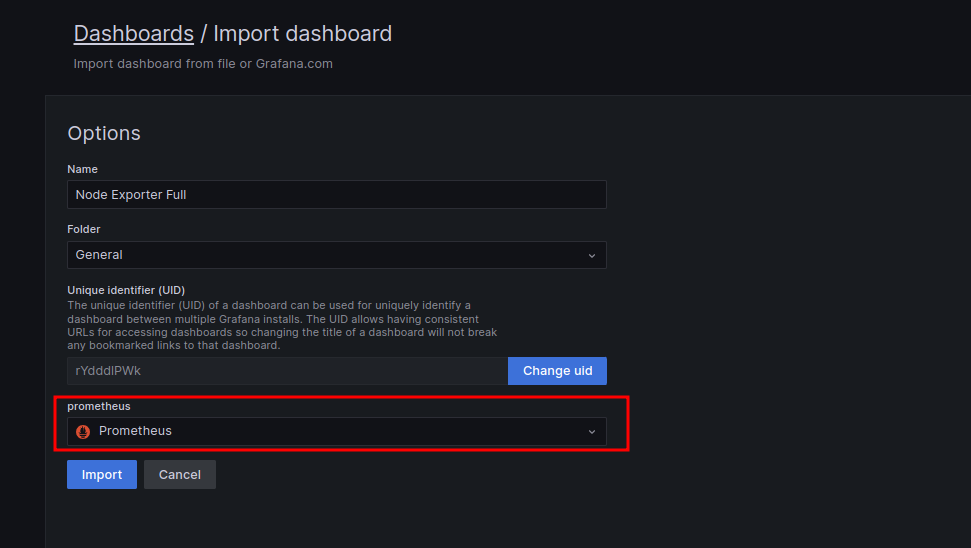 Dashboards / Import dashboard
Import dashboard from file or Grafana.com
Options
Name
Node Exporter Full
Folder
General
Unique identifier (UID)
The unique identifier (UID) of a dashboard can be used for uniquely identify a
dashboard between multiple Grafana installs. The UID allows having consistent
URLs for accessing dashboards so changing the title of a dashboard will not break
any bookmarked links to that dashboard.
rYdddlPWk
Change uid
prometheus
Prometheus
Import
Cancel